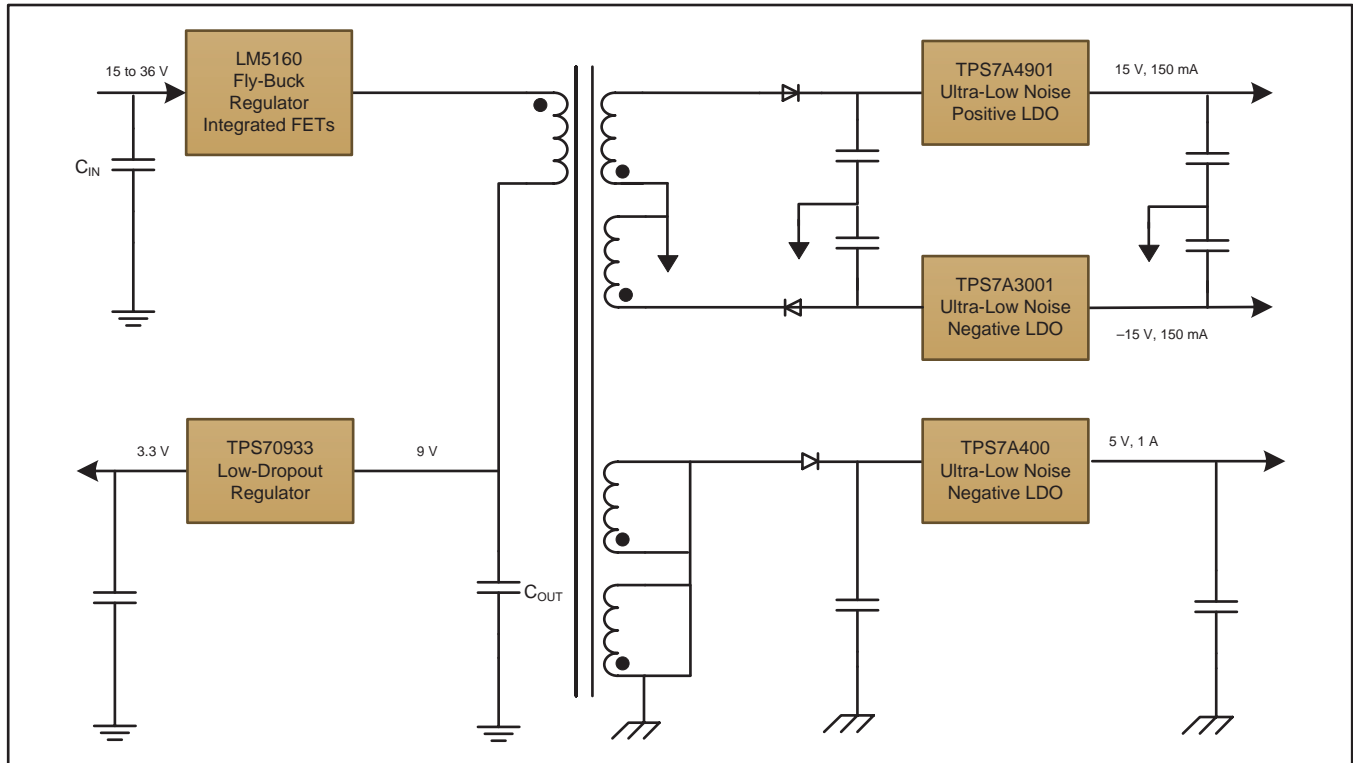 15 to 36 V
LM5160
Fly-Buck
Regulator
Integrated FETs
CIN
TPS7A4901
Ultra-Low Noise
Positive LDO
15 V, 150 mA
TPS7A3001
Ultra-Low Noise
Negative LDO
–15 V, 150 mA
3.3 V
TPS70933
Low-Dropout
Regulator
9 V
COUT
TPS7A400
Ultra-Low Noise
Negative LDO
5 V, 1 A